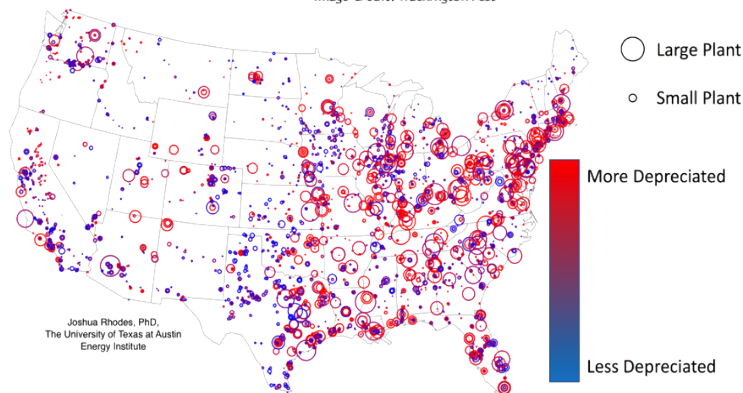 Large Plant
Small Plant
More Depreciated
Less Depreciated
Joshua Rhodes, PhD,
The University of Texas at Austin
Energy Institute